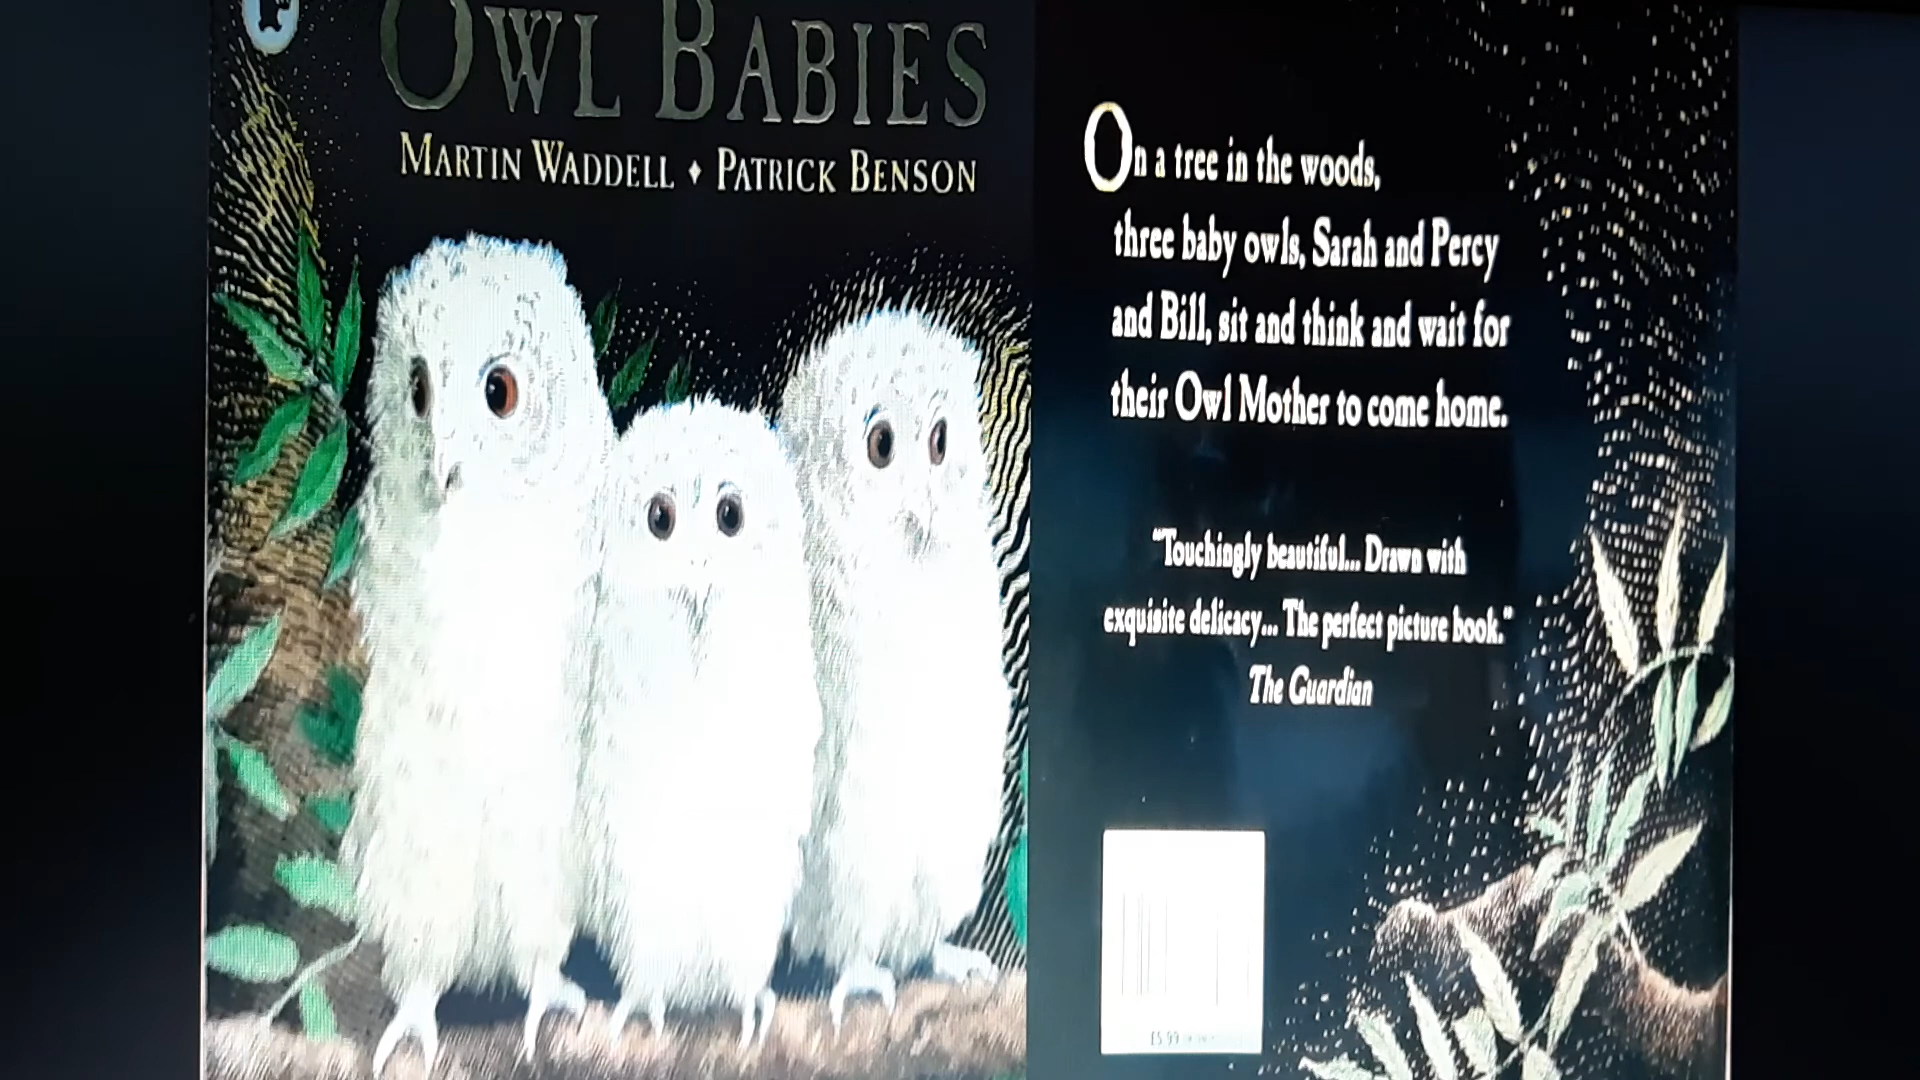 OWL BABIES
MARTIN WADDELL ♦ PATRICK BENSON
On a tree in the woods,
three baby owls, Sarah and Percy
and Bill, sit and think and wait for
their Owl Mother to come home.
"Touchingly beautiful... Drawn with
exquisite delicacy... The perfect picture book."
The Guardian
£5.99